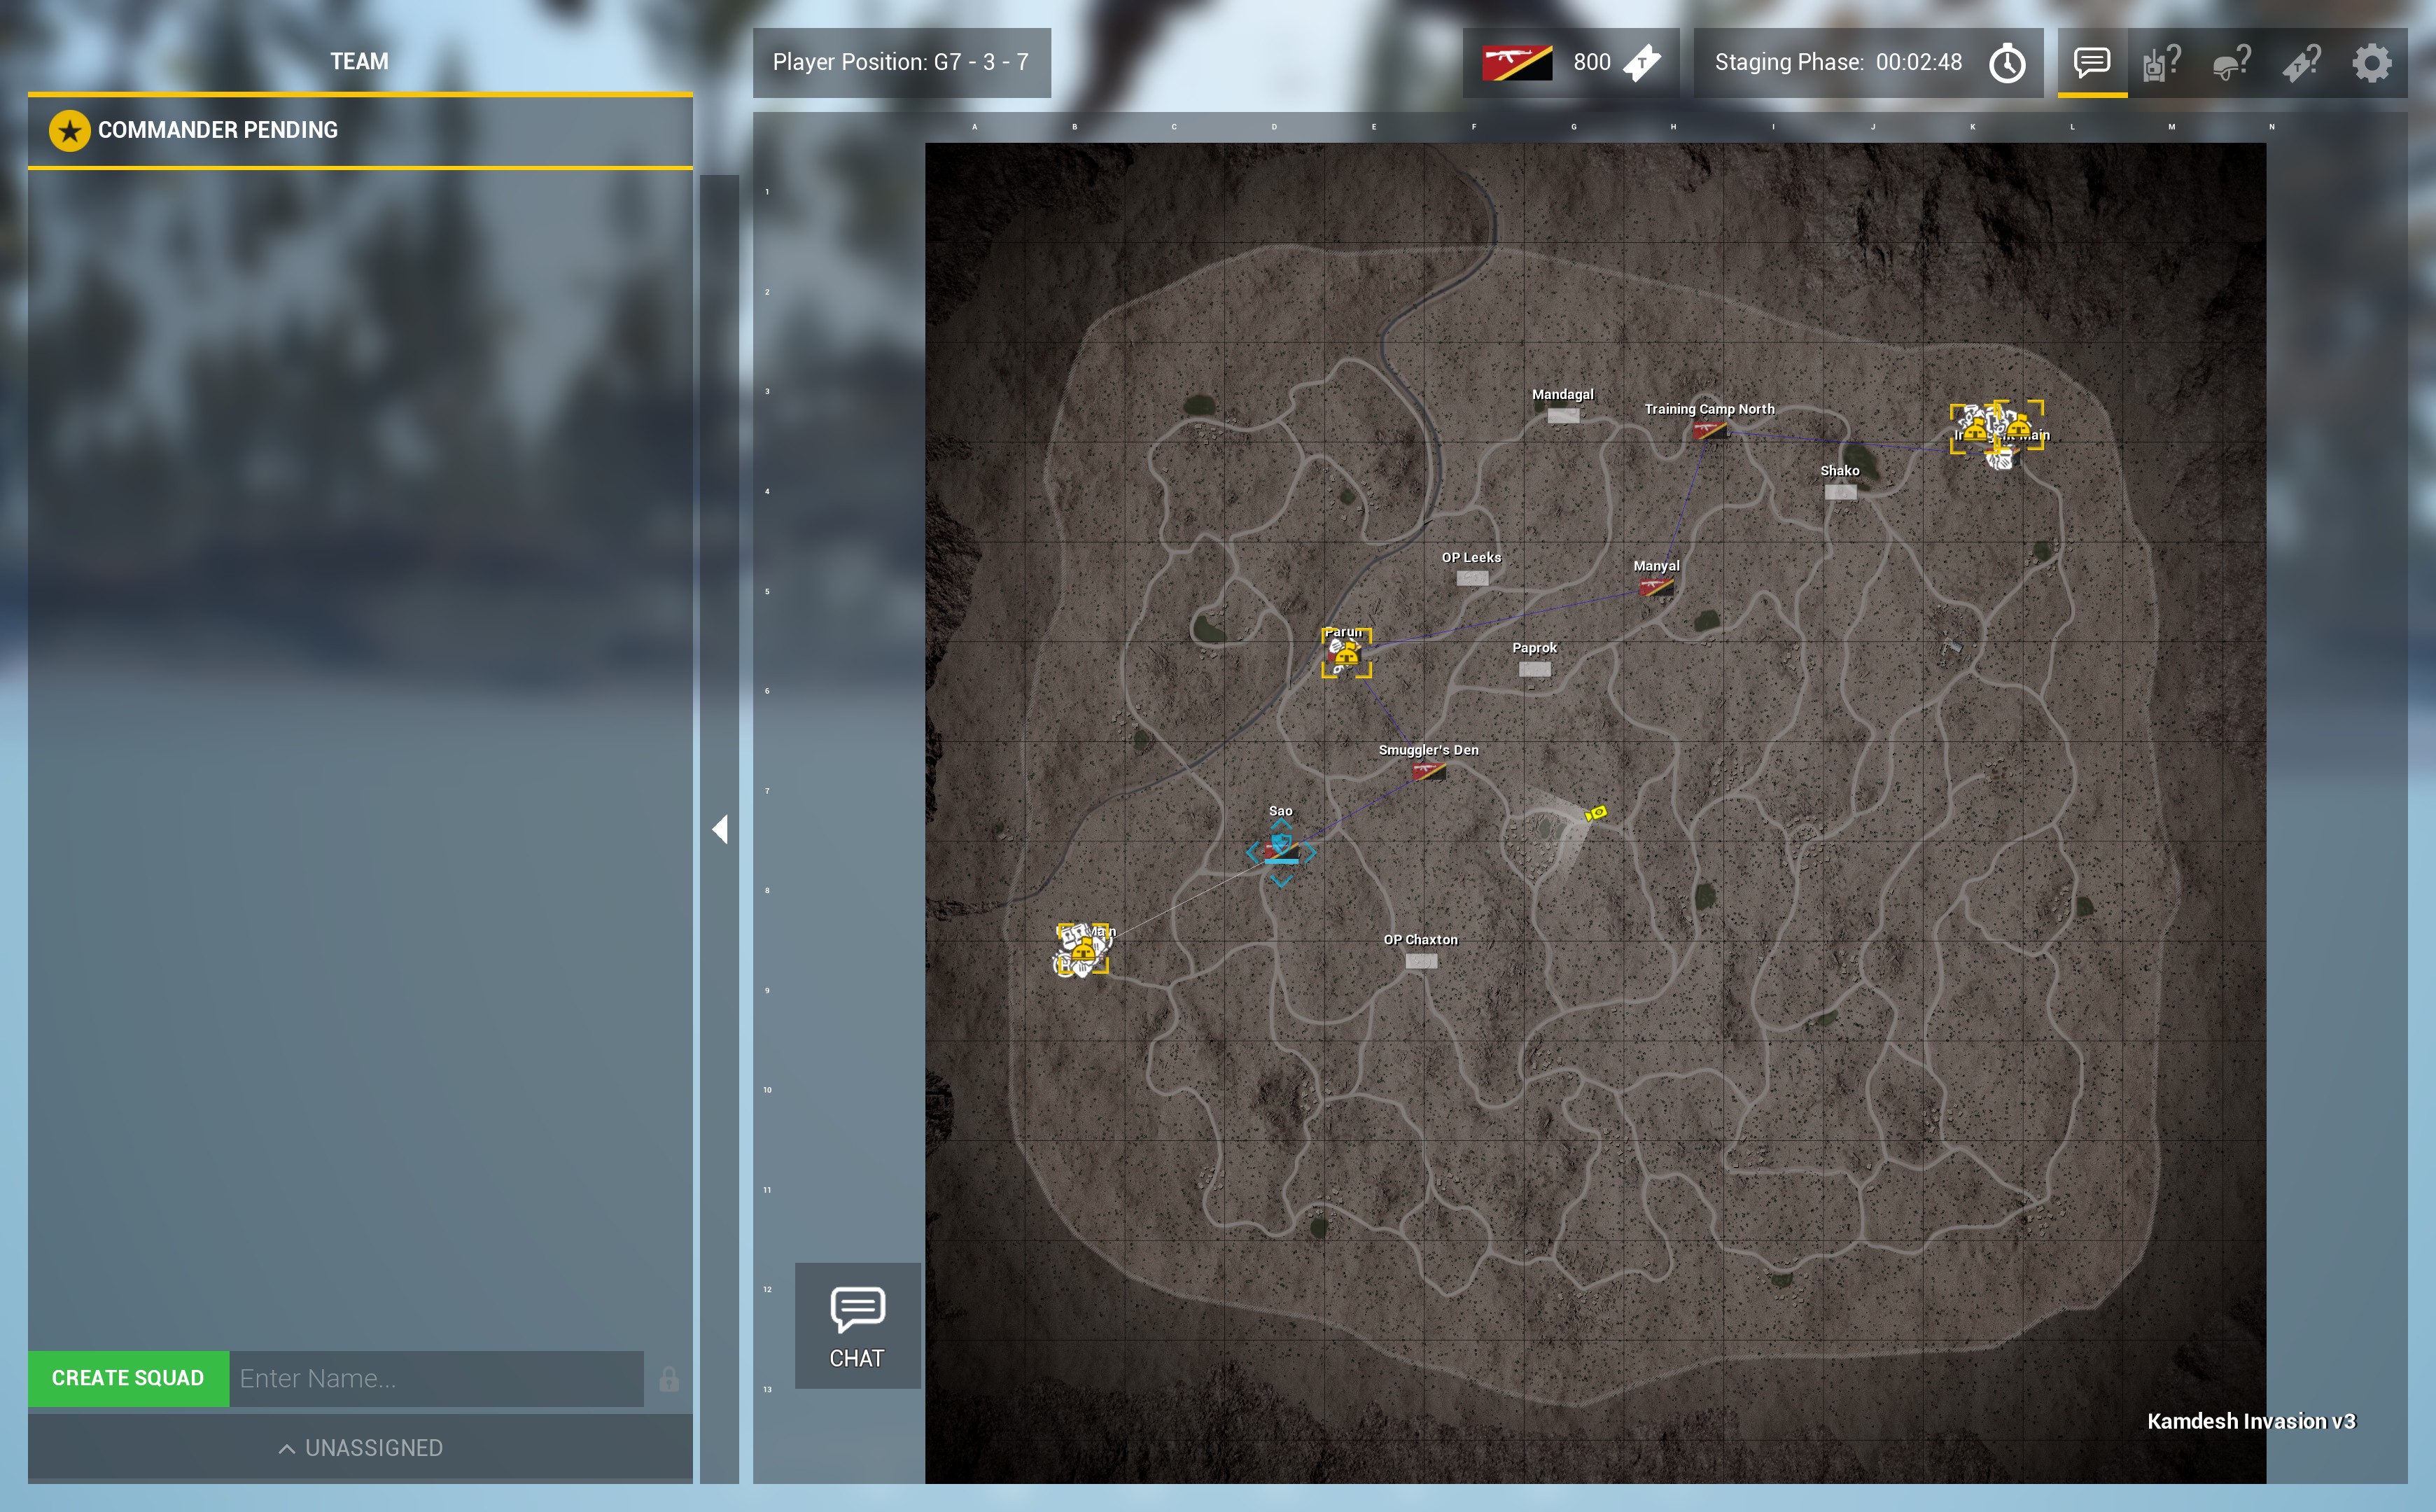 TEAM
Player Position: G7 - 3 - 7
800
T
Staging Phase: 00:02:48
?
?
T?
COMMANDER PENDING
A B C D E F G H I J K L M N
1
2
3
4
5
6
7
8
9
10
11
12
13
Mandagal
Training Camp North
Main
Shako
OP Leeks
Manyal
Parun
Paprok
Smuggler's Den
Sao
Main
OP Chaxton
CHAT
CREATE SQUAD
Enter Name...
UNASSIGNED
Kamdesh Invasion v3